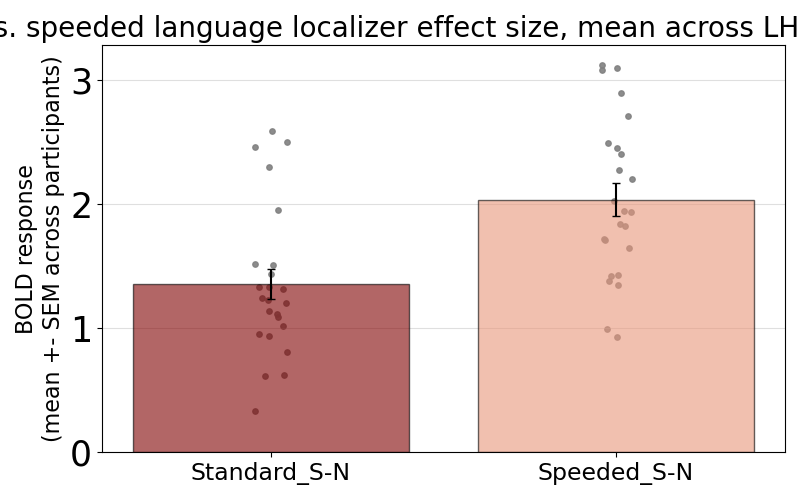 s. speeded language localizer effect size, mean across LH
BOLD response
(mean +- SEM across participants)
3
2
1
0
Standard_S-N
Speeded_S-N